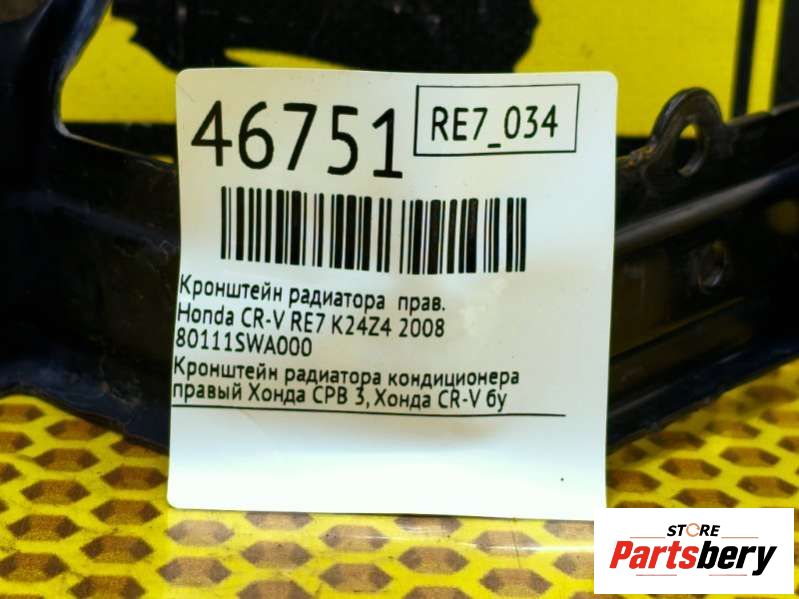 46751
RE7_034
Кронштейн радиатора прав.
Honda CR-V RE7 K24Z4 2008
80111SWA000
Кронштейн радиатора кондиционера
правый Хонда СРВ 3, Хонда CR-V бу
STORE
Partsbery